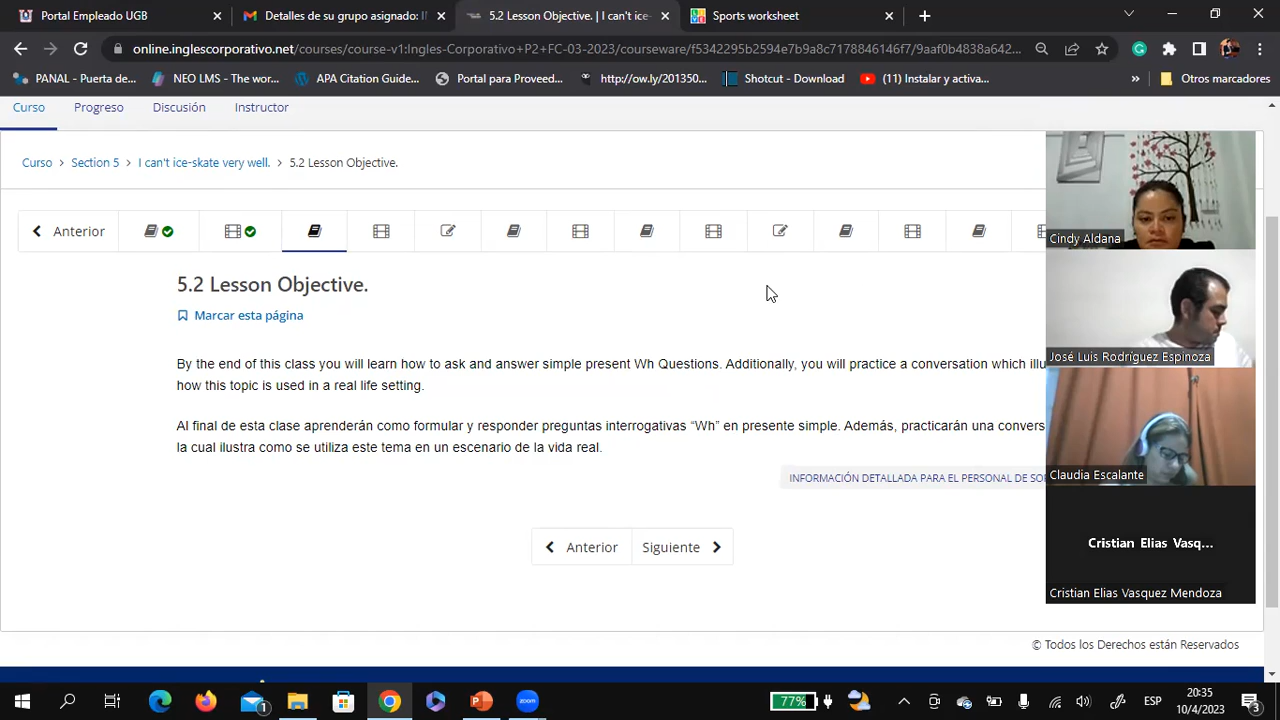 Portal Empleado UGB
Detalles de su grupo asignado: I
5.2 Lesson Objective. | I can't ice-
Sports worksheet
online.inglescorporativo.net/courses/course-v1:Ingles-Corporativo+P2+FC-03-2023/courseware/f5342295b2594e7b9a8c7178846146f7/9aaf0b4838a642...
PANAL - Puerta de...
NEO LMS - The wor...
APA Citation Guide...
Portal para Proveed...
http://ow.ly/201350...
Shotcut - Download
(11) Instalar y activa...
»
Otros marcadores
Curso
Progreso
Discusión
Instructor
Curso > Section 5 > I can't ice-skate very well. > 5.2 Lesson Objective.
Anterior
5.2 Lesson Objective.
Marcar esta página
By the end of this class you will learn how to ask and answer simple present Wh Questions. Additionally, you will practice a conversation which illu
how this topic is used in a real life setting.
Al final de esta clase aprenderán como formular y responder preguntas interrogativas “Wh” en presente simple. Además, practicarán una convers
la cual ilustra como se utiliza este tema en un escenario de la vida real.
INFORMACIÓN DETALLADA PARA EL PERSONAL DE SO
Anterior
Siguiente
© Todos los Derechos están Reservados
Cindy Aldana
José Luis Rodríguez Espinoza
Claudia Escalante
Cristian Elias Vasq...
Cristian Elias Vasquez Mendoza
1
77%
ESP
20:35
10/4/2023
3